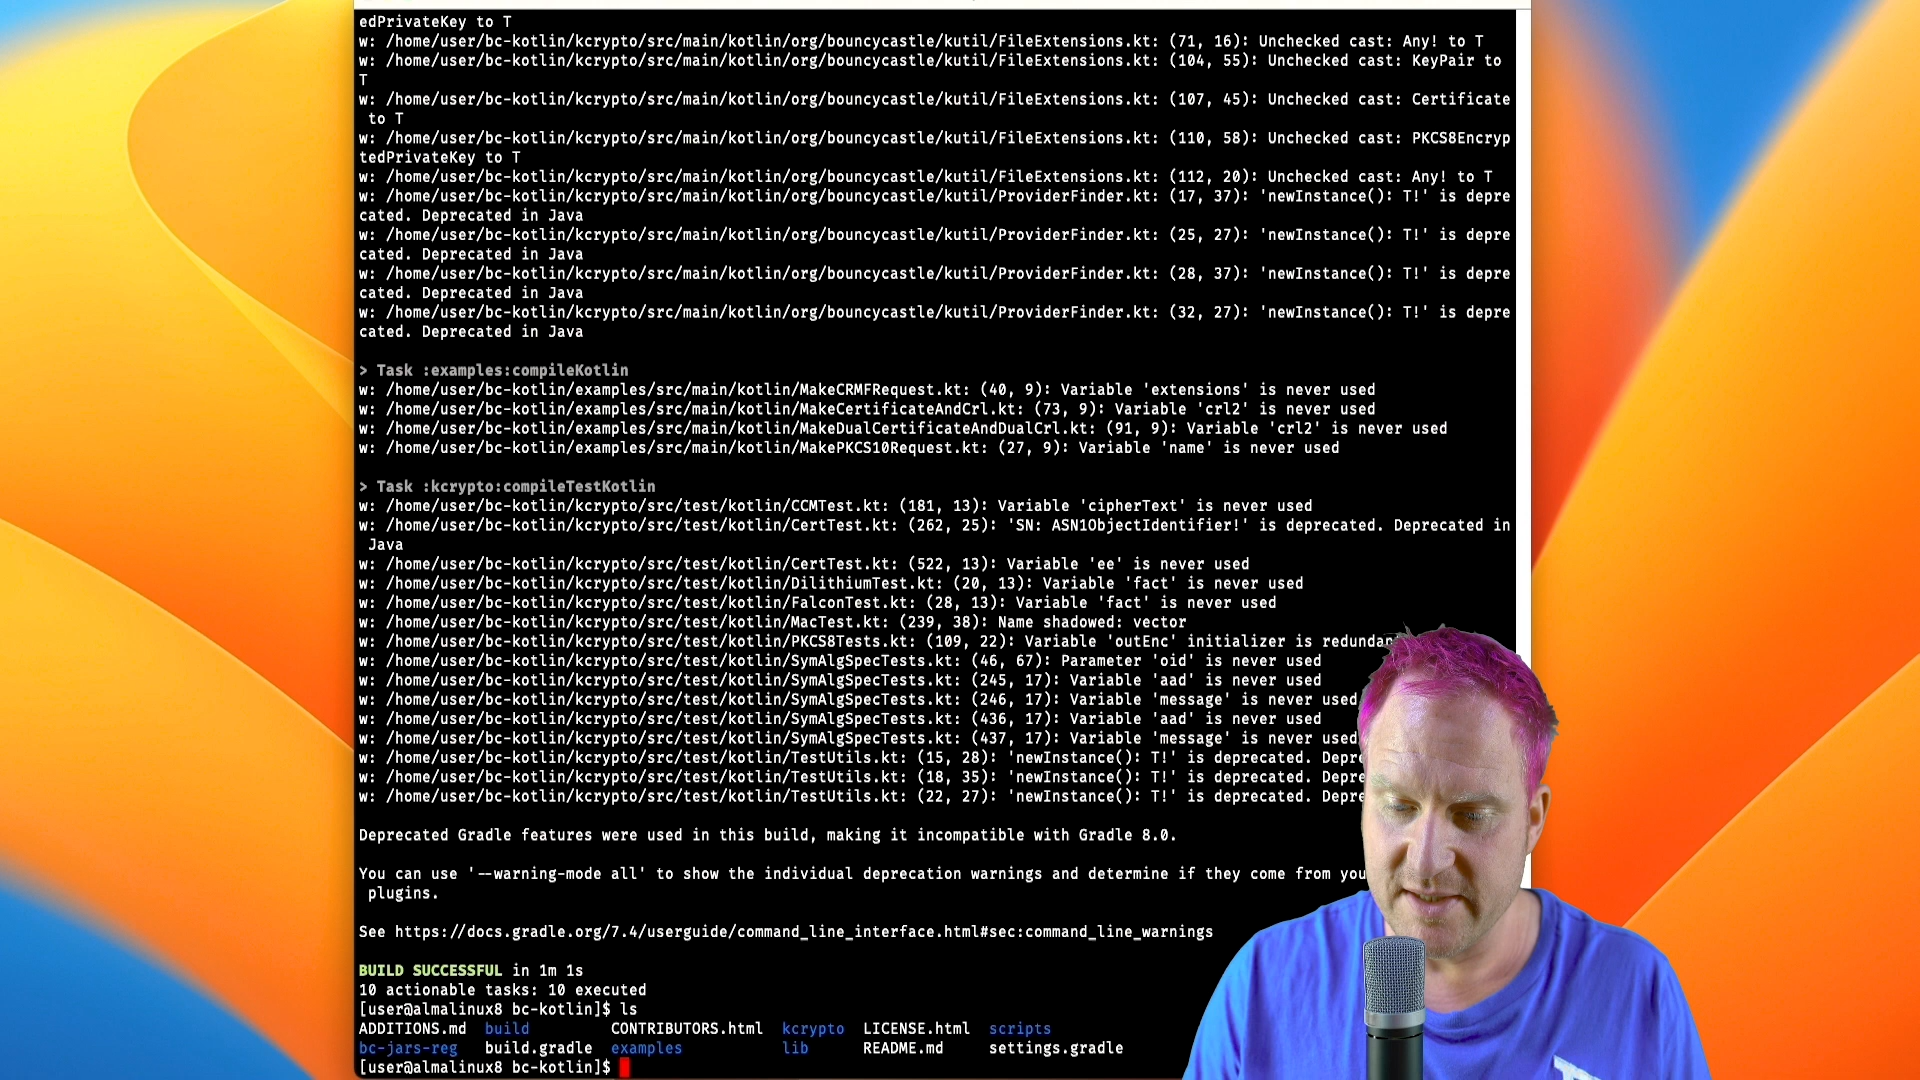 edPrivateKey to T
w: /home/user/bc-kotlin/kcrypto/src/main/kotlin/org/bouncycastle/kutil/FileExtensions.kt: (71, 16): Unchecked cast: Any! to T
w: /home/user/bc-kotlin/kcrypto/src/main/kotlin/org/bouncycastle/kutil/FileExtensions.kt: (104, 55): Unchecked cast: KeyPair to
T
w: /home/user/bc-kotlin/kcrypto/src/main/kotlin/org/bouncycastle/kutil/FileExtensions.kt: (107, 45): Unchecked cast: Certificate
to T
w: /home/user/bc-kotlin/kcrypto/src/main/kotlin/org/bouncycastle/kutil/FileExtensions.kt: (110, 58): Unchecked cast: PKCS8Encryp
tedPrivateKey to T
w: /home/user/bc-kotlin/kcrypto/src/main/kotlin/org/bouncycastle/kutil/FileExtensions.kt: (112, 20): Unchecked cast: Any! to T
w: /home/user/bc-kotlin/kcrypto/src/main/kotlin/org/bouncycastle/kutil/ProviderFinder.kt: (17, 37): 'newInstance(): T!' is depre
cated. Deprecated in Java
w: /home/user/bc-kotlin/kcrypto/src/main/kotlin/org/bouncycastle/kutil/ProviderFinder.kt: (25, 27): 'newInstance(): T!' is depre
cated. Deprecated in Java
w: /home/user/bc-kotlin/kcrypto/src/main/kotlin/org/bouncycastle/kutil/ProviderFinder.kt: (28, 37): 'newInstance(): T!' is depre
cated. Deprecated in Java
w: /home/user/bc-kotlin/kcrypto/src/main/kotlin/org/bouncycastle/kutil/ProviderFinder.kt: (32, 27): 'newInstance(): T!' is depre
cated. Deprecated in Java
> Task :examples:compileKotlin
w: /home/user/bc-kotlin/examples/src/main/kotlin/MakeCRMFRequest.kt: (40, 9): Variable 'extensions' is never used
w: /home/user/bc-kotlin/examples/src/main/kotlin/MakeCertificateAndCrl.kt: (73, 9): Variable 'crl2' is never used
w: /home/user/bc-kotlin/examples/src/main/kotlin/MakeDualCertificateAndDualCrl.kt: (91, 9): Variable 'crl2' is never used
w: /home/user/bc-kotlin/examples/src/main/kotlin/MakePKCS10Request.kt: (27, 9): Variable 'name' is never used
> Task :kcrypto:compileTestKotlin
w: /home/user/bc-kotlin/kcrypto/src/test/kotlin/CCMTest.kt: (181, 13): Variable 'cipherText' is never used
w: /home/user/bc-kotlin/kcrypto/src/test/kotlin/CertTest.kt: (262, 25): 'SN: ASN1ObjectIdentifier!' is deprecated. Deprecated in
Java
w: /home/user/bc-kotlin/kcrypto/src/test/kotlin/CertTest.kt: (522, 13): Variable 'ee' is never used
w: /home/user/bc-kotlin/kcrypto/src/test/kotlin/DilithiumTest.kt: (20, 13): Variable 'fact' is never used
w: /home/user/bc-kotlin/kcrypto/src/test/kotlin/FalconTest.kt: (28, 13): Variable 'fact' is never used
w: /home/user/bc-kotlin/kcrypto/src/test/kotlin/MacTest.kt: (239, 38): Name shadowed: vector
w: /home/user/bc-kotlin/kcrypto/src/test/kotlin/PKCS8Tests.kt: (109, 22): Variable 'outEnc' initializer is redundan
w: /home/user/bc-kotlin/kcrypto/src/test/kotlin/SymAlgSpecTests.kt: (46, 67): Parameter 'oid' is never used
w: /home/user/bc-kotlin/kcrypto/src/test/kotlin/SymAlgSpecTests.kt: (245, 17): Variable 'aad' is never used
w: /home/user/bc-kotlin/kcrypto/src/test/kotlin/SymAlgSpecTests.kt: (246, 17): Variable 'message' is never used
w: /home/user/bc-kotlin/kcrypto/src/test/kotlin/SymAlgSpecTests.kt: (436, 17): Variable 'aad' is never used
w: /home/user/bc-kotlin/kcrypto/src/test/kotlin/SymAlgSpecTests.kt: (437, 17): Variable 'message' is never used
w: /home/user/bc-kotlin/kcrypto/src/test/kotlin/TestUtils.kt: (15, 28): 'newInstance(): T!' is deprecated. Depre
w: /home/user/bc-kotlin/kcrypto/src/test/kotlin/TestUtils.kt: (18, 35): 'newInstance(): T!' is deprecated. Depre
w: /home/user/bc-kotlin/kcrypto/src/test/kotlin/TestUtils.kt: (22, 27): 'newInstance(): T!' is deprecated. Depre
Deprecated Gradle features were used in this build, making it incompatible with Gradle 8.0.
You can use '--warning-mode all' to show the individual deprecation warnings and determine if they come from you
plugins.
See https://docs.gradle.org/7.4/userguide/command_line_interface.html#sec:command_line_warnings
BUILD SUCCESSFUL in 1m 1s
10 actionable tasks: 10 executed
[user@almalinux8 bc-kotlin]$ ls
ADDITIONS.md build CONTRIBUTORS.html kcrypto LICENSE.html scripts
bc-jars-reg build.gradle examples lib README.md settings.gradle
[user@almalinux8 bc-kotlin]$